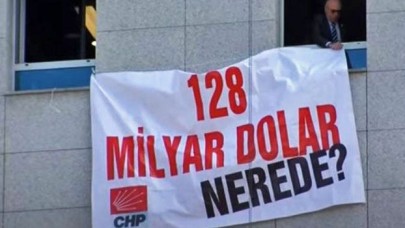 128
MİLYAR DOLAR
NEREDE?
CHP